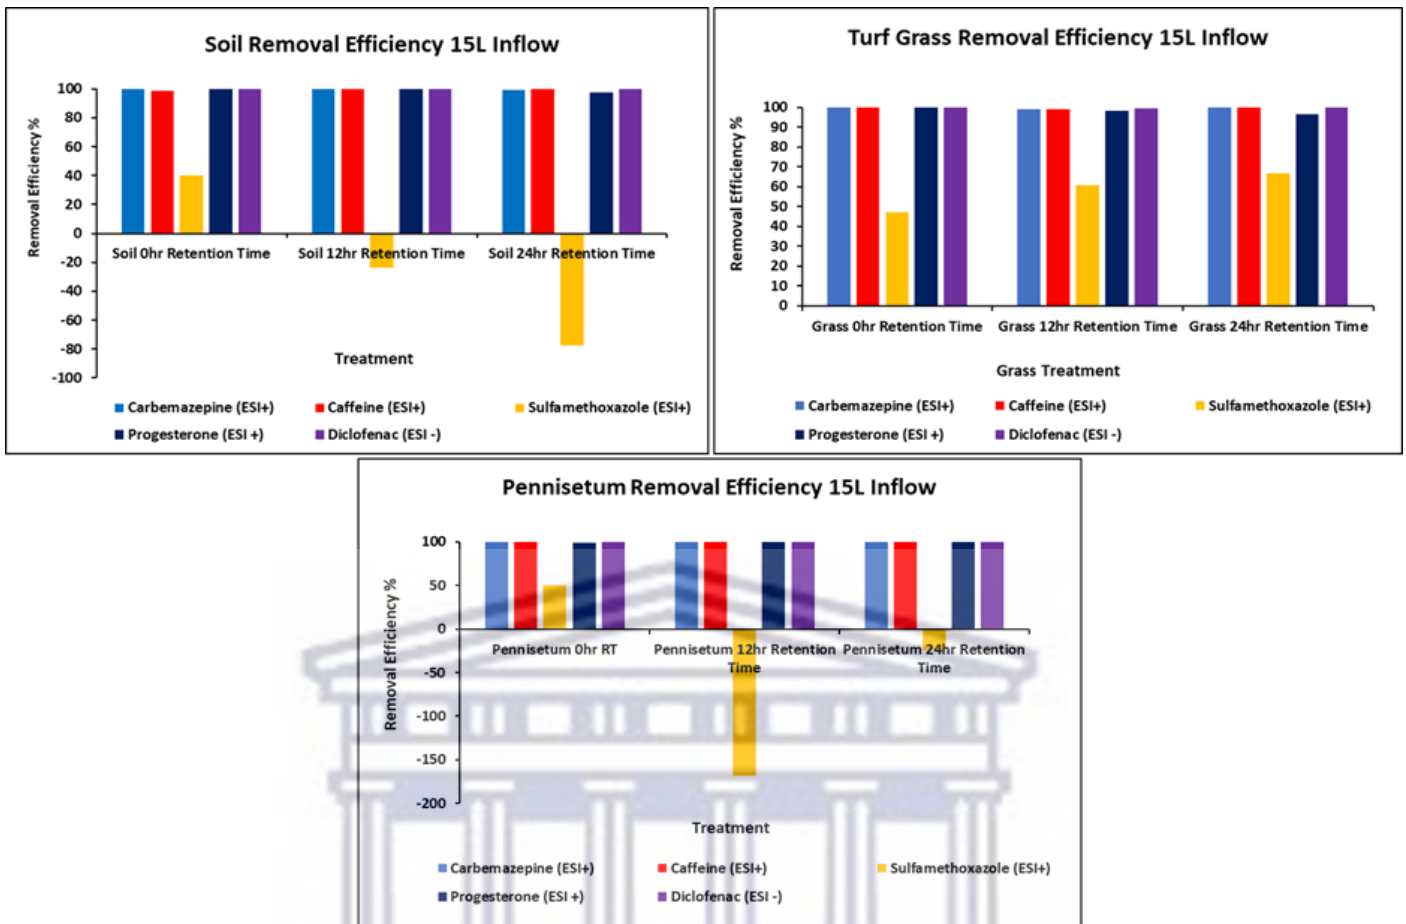 Soil Removal Efficiency 15L Inflow
Removal Efficiency %
100
80
60
40
20
0
-20
-40
-60
-80
-100
Soil 0hr Retention Time
Soil 12hr Retention Time
Soil 24hr Retention Time
Treatment
Carbemazepine (ESI+)
Caffeine (ESI+)
Sulfamethoxazole (ESI+)
Progesterone (ESI +)
Diclofenac (ESI -)
Turf Grass Removal Efficiency 15L Inflow
Removal Efficiency %
100
90
80
70
60
50
40
30
20
10
0
Grass 0hr Retention Time
Grass 12hr Retention Time
Grass 24hr Retention Time
Grass Treatment
Carbemazepine (ESI+)
Caffeine (ESI+)
Sulfamethoxazole (ESI+)
Progesterone (ESI +)
Diclofenac (ESI -)
Pennisetum Removal Efficiency 15L Inflow
Removal Efficiency %
100
50
0
-50
-100
-150
-200
Pennisetum 0hr RT
Pennisetum 12hr Retention
Time
Pennisetum 24hr Retention
Time
Treatment
Carbemazepine (ESI+)
Caffeine (ESI+)
Sulfamethoxazole (ESI+)
Progesterone (ESI +)
Diclofenac (ESI -)